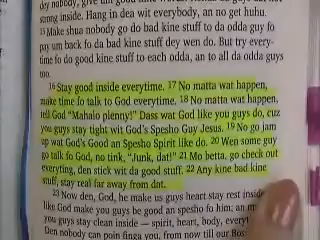 dey nobody, give um good
strong inside. Hang in dea wit everybody, an no get huhu.
15 Make shua nobody go do bad kine stuff to da odda guy fo
pay um back fo da bad kine stuff dey wen do. But try every-
time fo do good kine stuff to each odda, an to all da odda guys
too.
16 Stay good inside everytime. 17 No matta wat happen,
make time fo talk to God everytime. 18 No matta wat happen,
tell God "Mahalo plenny!" Dass wat God like you guys do, cuz
you guys stay tight wit God's Spesho Guy Jesus. 19 No go jam
up wat God's Good an Spesho Spirit like do. 20 Wen some guy
go talk fo God, no tink, "Junk, dat!" 21 Mo betta, go check out
everyting, den stick wit da good stuff. 22 Any kine bad kine
stuff, stay real far away from dat.
23 Now den, God, he make us guys heart stay rest inside
like God make you guys be good an spesho fo him; an
you guys stay clean inside — spirit, heart, body, every
Den nobody can poin finga you, from now till our Bos